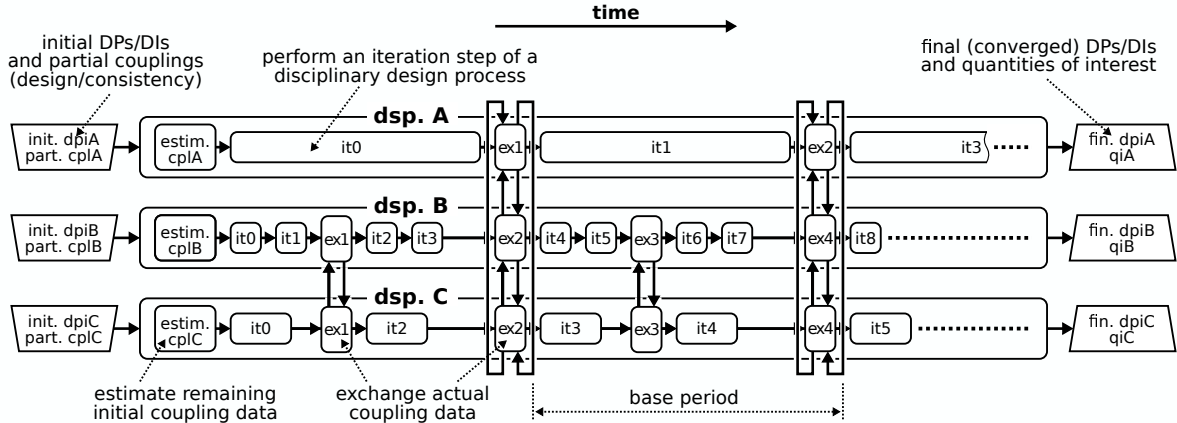 time
initial DPs/DIs
and partial couplings
(design/consistency)
perform an iteration step of a
disciplinary design process
final (converged) DPs/DIs
and quantities of interest
dsp. A
init. dpiA
part. cplA
estim.
cplA
it0
ex1
it1
ex2
it3
fin. dpiA
qiA
dsp. B
init. dpiB
part. cplB
estim.
cplB
it0
it1
ex1
it2
it3
ex2
it4
it5
ex3
it6
it7
ex4
it8
fin. dpiB
qiB
dsp. C
init. dpiC
part. cplC
estim.
cplC
it0
ex1
it2
ex2
it3
ex3
it4
ex4
it5
fin. dpiC
qiC
estimate remaining
initial coupling data
exchange actual
coupling data
base period